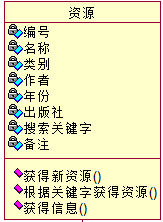 资源
编号
名称
类别
作者
年份
出版社
搜索关键字
备注
获得新资源()
根据关键字获得资源()
获得信息()